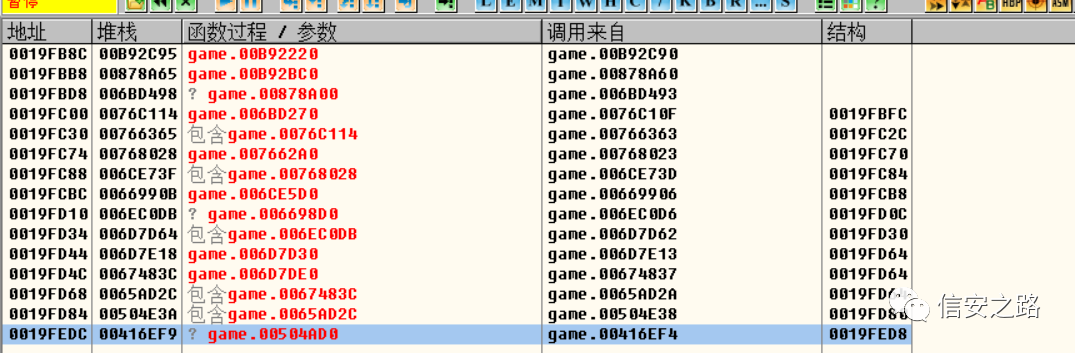 暂停 L E M T W H C / K B R ... S ?
地址 堆栈 函数过程 / 参数 调用来自 结构
0019FB8C 00B92C95 game.00B92220 game.00B92C90
0019FBB8 00878A65 game.00B92BC0 game.00878A60
0019FBD8 006BD498 ? game.00878A00 game.006BD493
0019FC00 0076C114 game.006BD270 game.0076C10F 0019FBFC
0019FC30 00766365 包含game.0076C114 game.00766363 0019FC2C
0019FC74 00768028 game.007662A0 game.00768023 0019FC70
0019FC88 006CE73F 包含game.00768028 game.006CE73D 0019FC84
0019FCBC 0066990B game.006CE5D0 game.00669906 0019FCB8
0019FD10 006EC0DB ? game.006698D0 game.006EC0D6 0019FD0C
0019FD34 006D7D64 包含game.006EC0DB game.006D7D62 0019FD30
0019FD44 006D7E18 game.006D7D30 game.006D7E13 0019FD64
0019FD4C 0067483C game.006D7DE0 game.00674837 0019FD64
0019FD68 0065AD2C 包含game.0067483C game.0065AD2A
0019FD84 00504E3A 包含game.0065AD2C game.00504E38 0019FD80
0019FEDC 00416EF9 ? game.00504AD0 game.00416EF4 0019FED8
信安之路